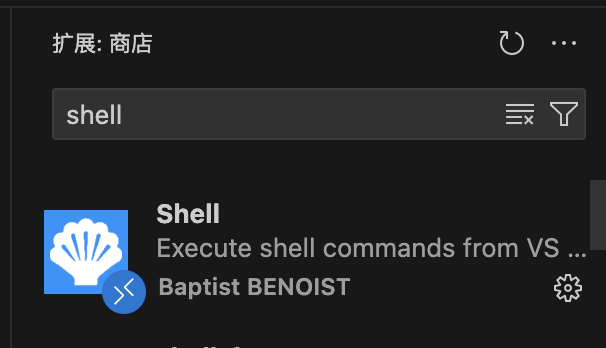 扩展: 商店
shell
Shell
Execute shell commands from VS ...
Baptist BENOIST